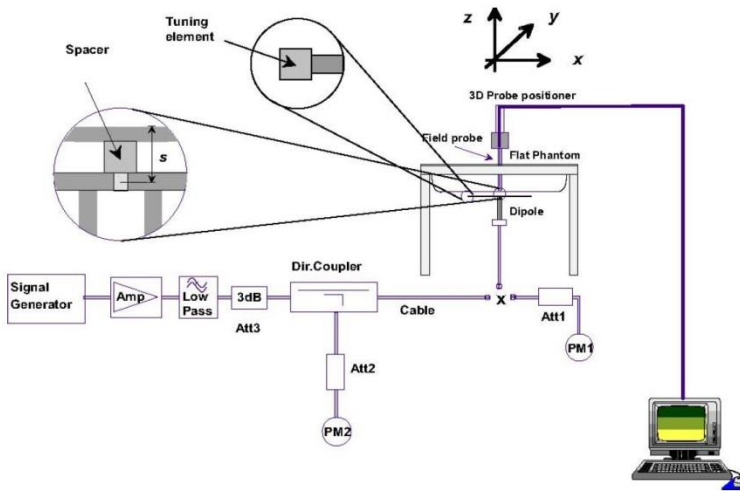 Tuning
element
Spacer
s
z
y
x
3D Probe positioner
Field probe
Flat Phantom
Dipole
Dir.Coupler
Signal
Generator
Amp
Low
Pass
3dB
Att3
Cable
x
Att1
PM1
Att2
PM2